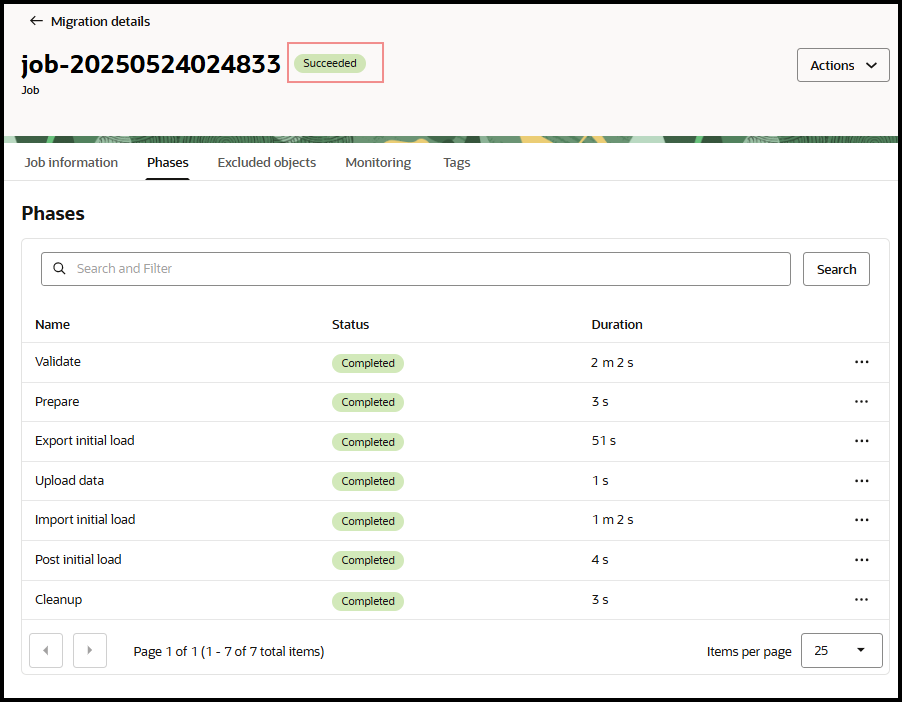 Migration details
job-20250524024833 Succeeded
Actions
Job
Job information Phases Excluded objects Monitoring Tags
Phases
Search and Filter Search
Name Status Duration
Validate Completed 2 m 2 s
Prepare Completed 3 s
Export initial load Completed 51 s
Upload data Completed 1 s
Import initial load Completed 1 m 2 s
Post initial load Completed 4 s
Cleanup Completed 3 s
Page 1 of 1 (1 - 7 of 7 total items) Items per page 25